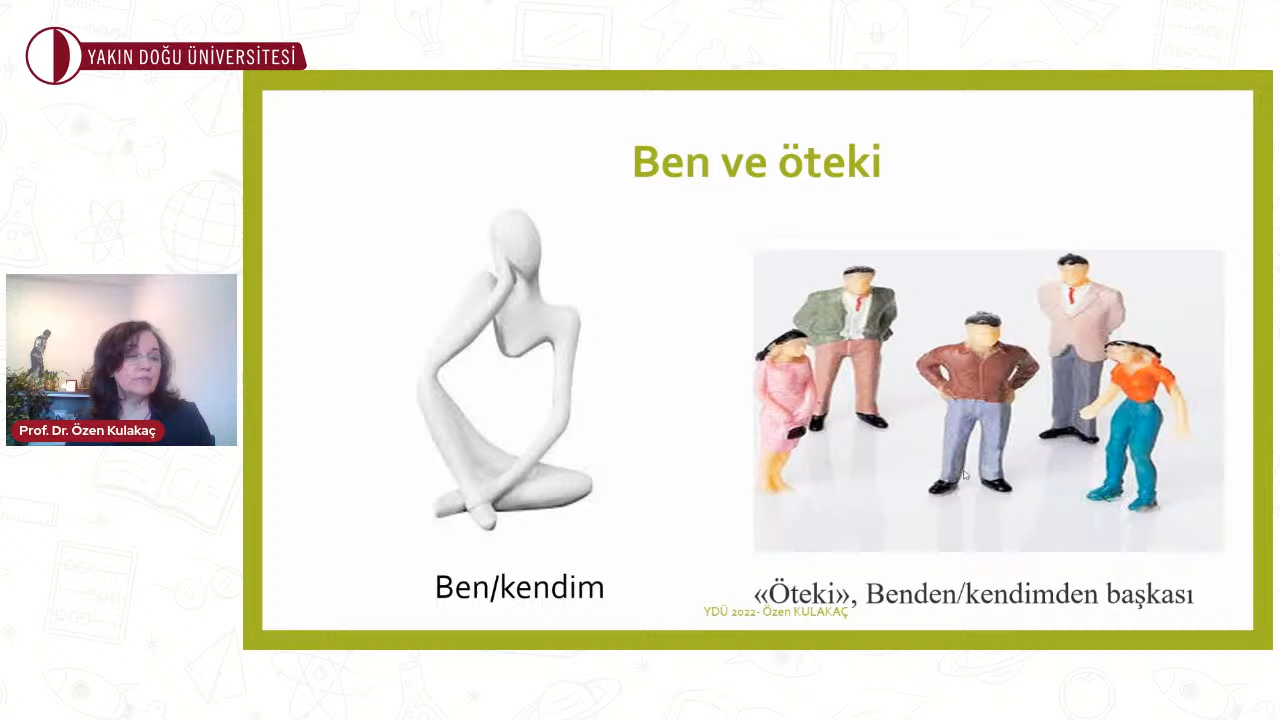 YAKIN DOĞU ÜNİVERSİTESİ
Ben ve öteki
Prof. Dr. Özen Kulakaç
Ben/kendim
«Öteki», Benden/kendimden başkası
YDÜ 2022- Özen KULAKAÇ